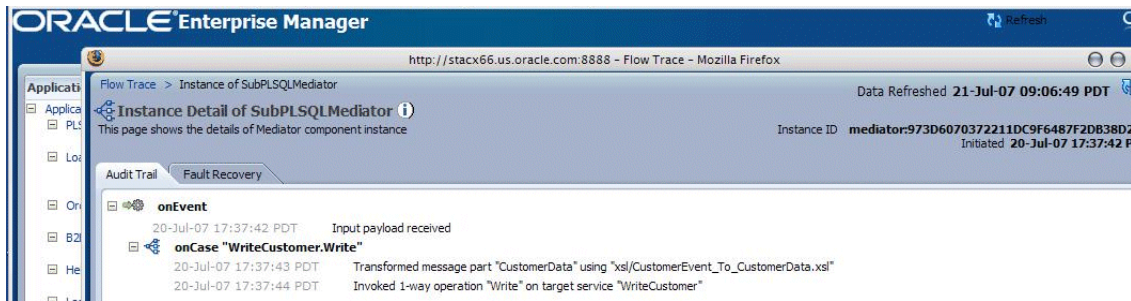 ORACLE Enterprise Manager
Refresh
http://stacx66.us.oracle.com:8888 - Flow Trace - Mozilla Firefox
Flow Trace > Instance of SubPLSQLMediator
Data Refreshed 21-Jul-07 09:06:49 PDT
Instance Detail of SubPLSQLMediator
This page shows the details of Mediator component instance
Instance ID mediator:973D6070372211DC9F6487F2DB38D2
Initiated 20-Jul-07 17:37:42 P
Applicati
Applica
PLS
Loa
Or
B2
He
Audit Trail Fault Recovery
onEvent
20-Jul-07 17:37:42 PDT Input payload received
onCase "WriteCustomer.Write"
20-Jul-07 17:37:43 PDT Transformed message part "CustomerData" using "xsl/CustomerEvent_To_CustomerData.xsl"
20-Jul-07 17:37:44 PDT Invoked 1-way operation "Write" on target service "WriteCustomer"